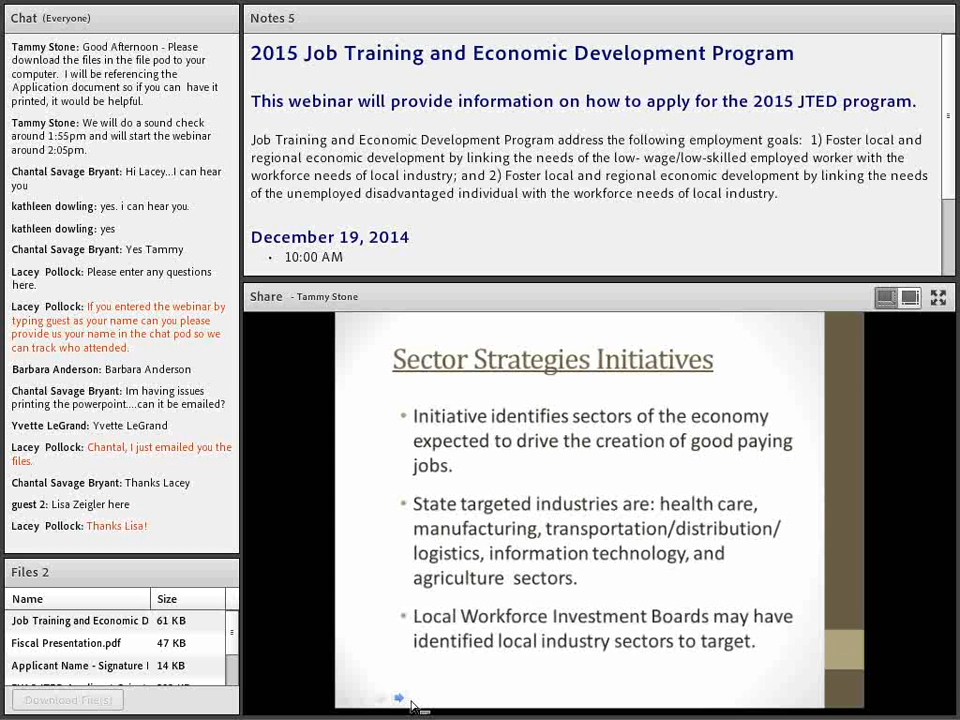 Chat (Everyone)
Tammy Stone: Good Afternoon - Please
download the files in the file pod to your
computer. I will be referencing the
Application document so if you can have it
printed, it would be helpful.
Tammy Stone: We will do a sound check
around 1:55pm and will start the webinar
around 2:05pm.
Chantal Savage Bryant: Hi Lacey...I can hear
you
kathleen dowling: yes. i can hear you.
kathleen dowling: yes
Chantal Savage Bryant: Yes Tammy
Lacey Pollock: Please enter any questions
here.
Lacey Pollock: If you entered the webinar by
typing guest as your name can you please
provide us your name in the chat pod so we
can track who attended.
Barbara Anderson: Barbara Anderson
Chantal Savage Bryant: Im having issues
printing the powerpoint....can it be emailed?
Yvette LeGrand: Yvette LeGrand
Lacey Pollock: Chantal, I just emailed you the
files.
Chantal Savage Bryant: Thanks Lacey
guest 2: Lisa Zeigler here
Lacey Pollock: Thanks Lisa!
Files 2
Name Size
Job Training and Economic D 61 KB
Fiscal Presentation.pdf 47 KB
Applicant Name - Signature 14 KB
Download File(s)
Notes 5
2015 Job Training and Economic Development Program
This webinar will provide information on how to apply for the 2015 JTED program.
Job Training and Economic Development Program address the following employment goals: 1) Foster local and
regional economic development by linking the needs of the low- wage/low-skilled employed worker with the
workforce needs of local industry; and 2) Foster local and regional economic development by linking the needs
of the unemployed disadvantaged individual with the workforce needs of local industry.
December 19, 2014
• 10:00 AM
Share - Tammy Stone
Sector Strategies Initiatives
• Initiative identifies sectors of the economy
expected to drive the creation of good paying
jobs.
• State targeted industries are: health care,
manufacturing, transportation/distribution/
logistics, information technology, and
agriculture sectors.
• Local Workforce Investment Boards may have
identified local industry sectors to target.